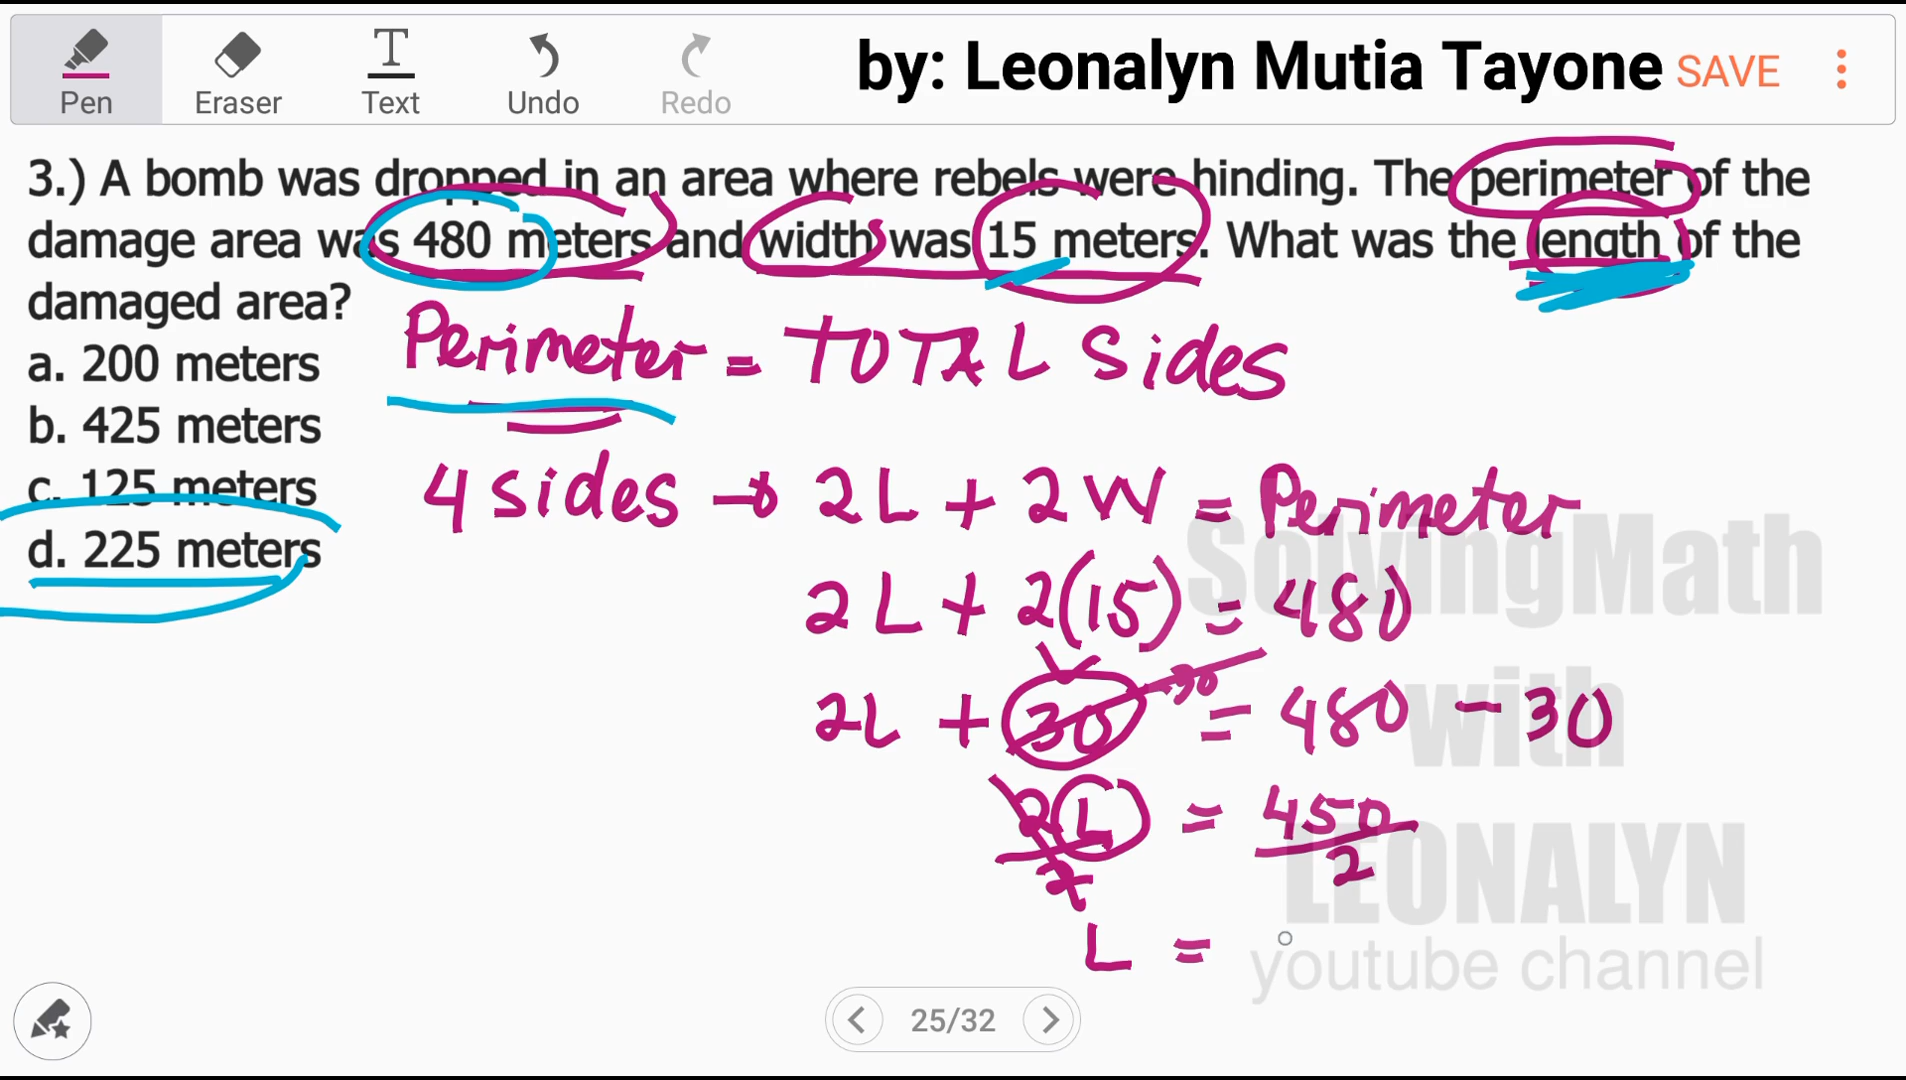 Pen
Eraser
Text
Undo
Redo
by: Leonalyn Mutia Tayone
SAVE
3.) A bomb was dropped in an area where rebels were hinding. The perimeter of the
damage area was 480 meters and widths was 15 meters. What was the length of the
damaged area?
a. 200 meters
b. 425 meters
c. 125 meters
d. 225 meters
Perimeter = TOTAL Sides
4 sides → 2L + 2W = Perimeter
2L + 2(15) = 480
2L + 30 -30 = 480 - 30
2L/2 = 450/2
L =
SolvingMath
with
LEONALYN
youtube channel
25/32